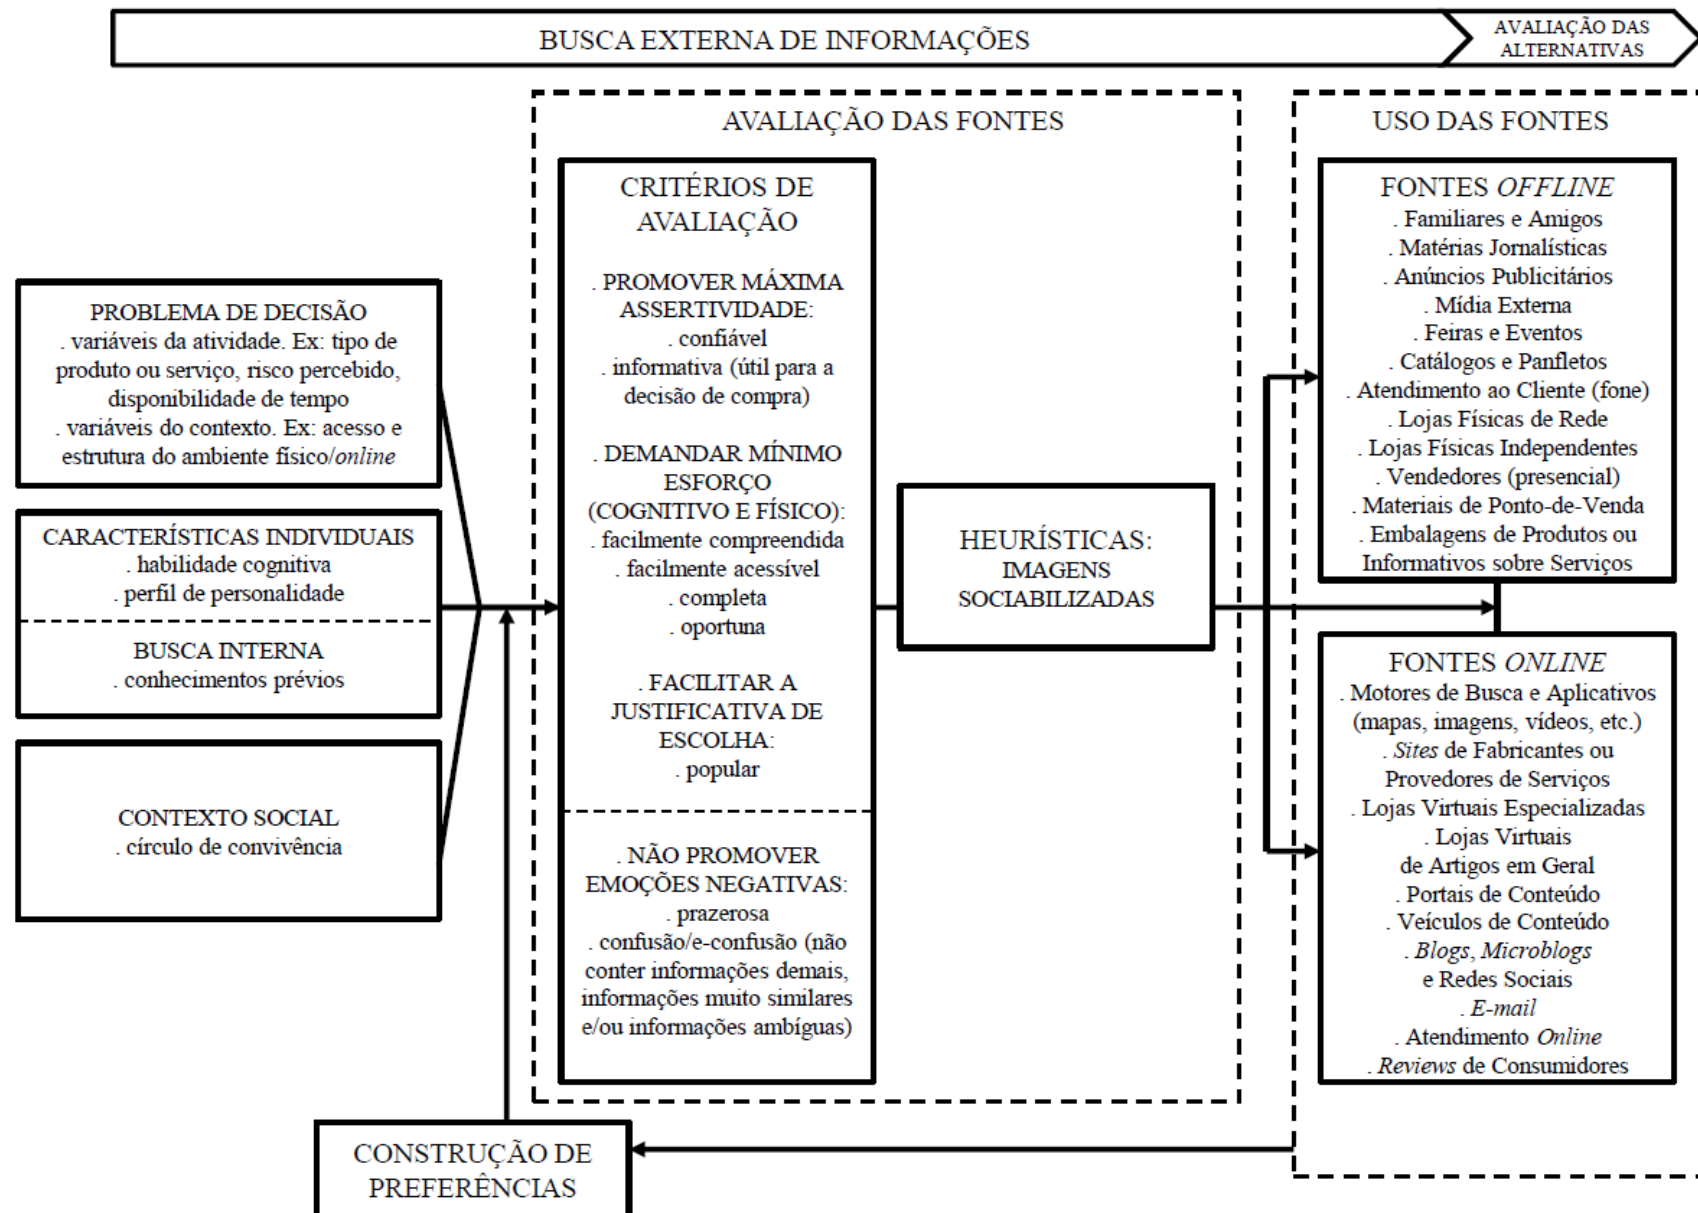 BUSCA EXTERNA DE INFORMAÇÕES
AVALIAÇÃO DAS
ALTERNATIVAS
PROBLEMA DE DECISÃO
. variáveis da atividade. Ex: tipo de
produto ou serviço, risco percebido,
disponibilidade de tempo
. variáveis do contexto. Ex: acesso e
estrutura do ambiente físico/online
CARACTERÍSTICAS INDIVIDUAIS
. habilidade cognitiva
. perfil de personalidade
BUSCA INTERNA
. conhecimentos prévios
CONTEXTO SOCIAL
. círculo de convivência
AVALIAÇÃO DAS FONTES
CRITÉRIOS DE
AVALIAÇÃO
. PROMOVER MÁXIMA
ASSERTIVIDADE:
. confiável
. informativa (útil para a
decisão de compra)
. DEMANDAR MÍNIMO
ESFORÇO
(COGNITIVO E FÍSICO):
. facilmente compreendida
. facilmente acessível
. completa
. oportuna
. FACILITAR A
JUSTIFICATIVA DE
ESCOLHA:
. popular
. NÃO PROMOVER
EMOÇÕES NEGATIVAS:
. prazerosa
. confusão/e-confusão (não
conter informações demais,
informações muito similares
e/ou informações ambíguas)
HEURÍSTICAS:
IMAGENS
SOCIABILIZADAS
USO DAS FONTES
FONTES OFFLINE
. Familiares e Amigos
. Matérias Jornalísticas
. Anúncios Publicitários
. Mídia Externa
. Feiras e Eventos
. Catálogos e Panfletos
. Atendimento ao Cliente (fone)
. Lojas Físicas de Rede
. Lojas Físicas Independentes
. Vendedores (presencial)
. Materiais de Ponto-de-Venda
. Embalagens de Produtos ou
Informativos sobre Serviços
FONTES ONLINE
. Motores de Busca e Aplicativos
(mapas, imagens, vídeos, etc.)
. Sites de Fabricantes ou
Provedores de Serviços
. Lojas Virtuais Especializadas
. Lojas Virtuais
de Artigos em Geral
. Portais de Conteúdo
. Veículos de Conteúdo
. Blogs, Microblogs
e Redes Sociais
. E-mail
. Atendimento Online
. Reviews de Consumidores
CONSTRUÇÃO DE
PREFERÊNCIAS